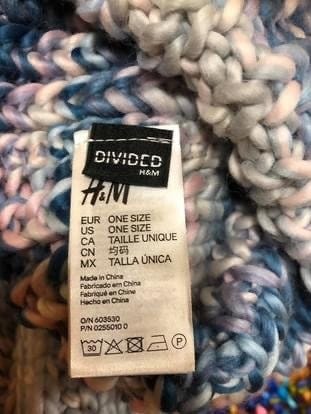 DIVIDED
H&M
H&M
EUR ONE SIZE
US ONE SIZE
CA TAILLE UNIQUE
CN 均码
MX TALLA ÚNICA
Made in China
Fabricado em China
Fabriqué en Chine
Hecho en China
O/N 603530
P/N 0255010 0
30 P